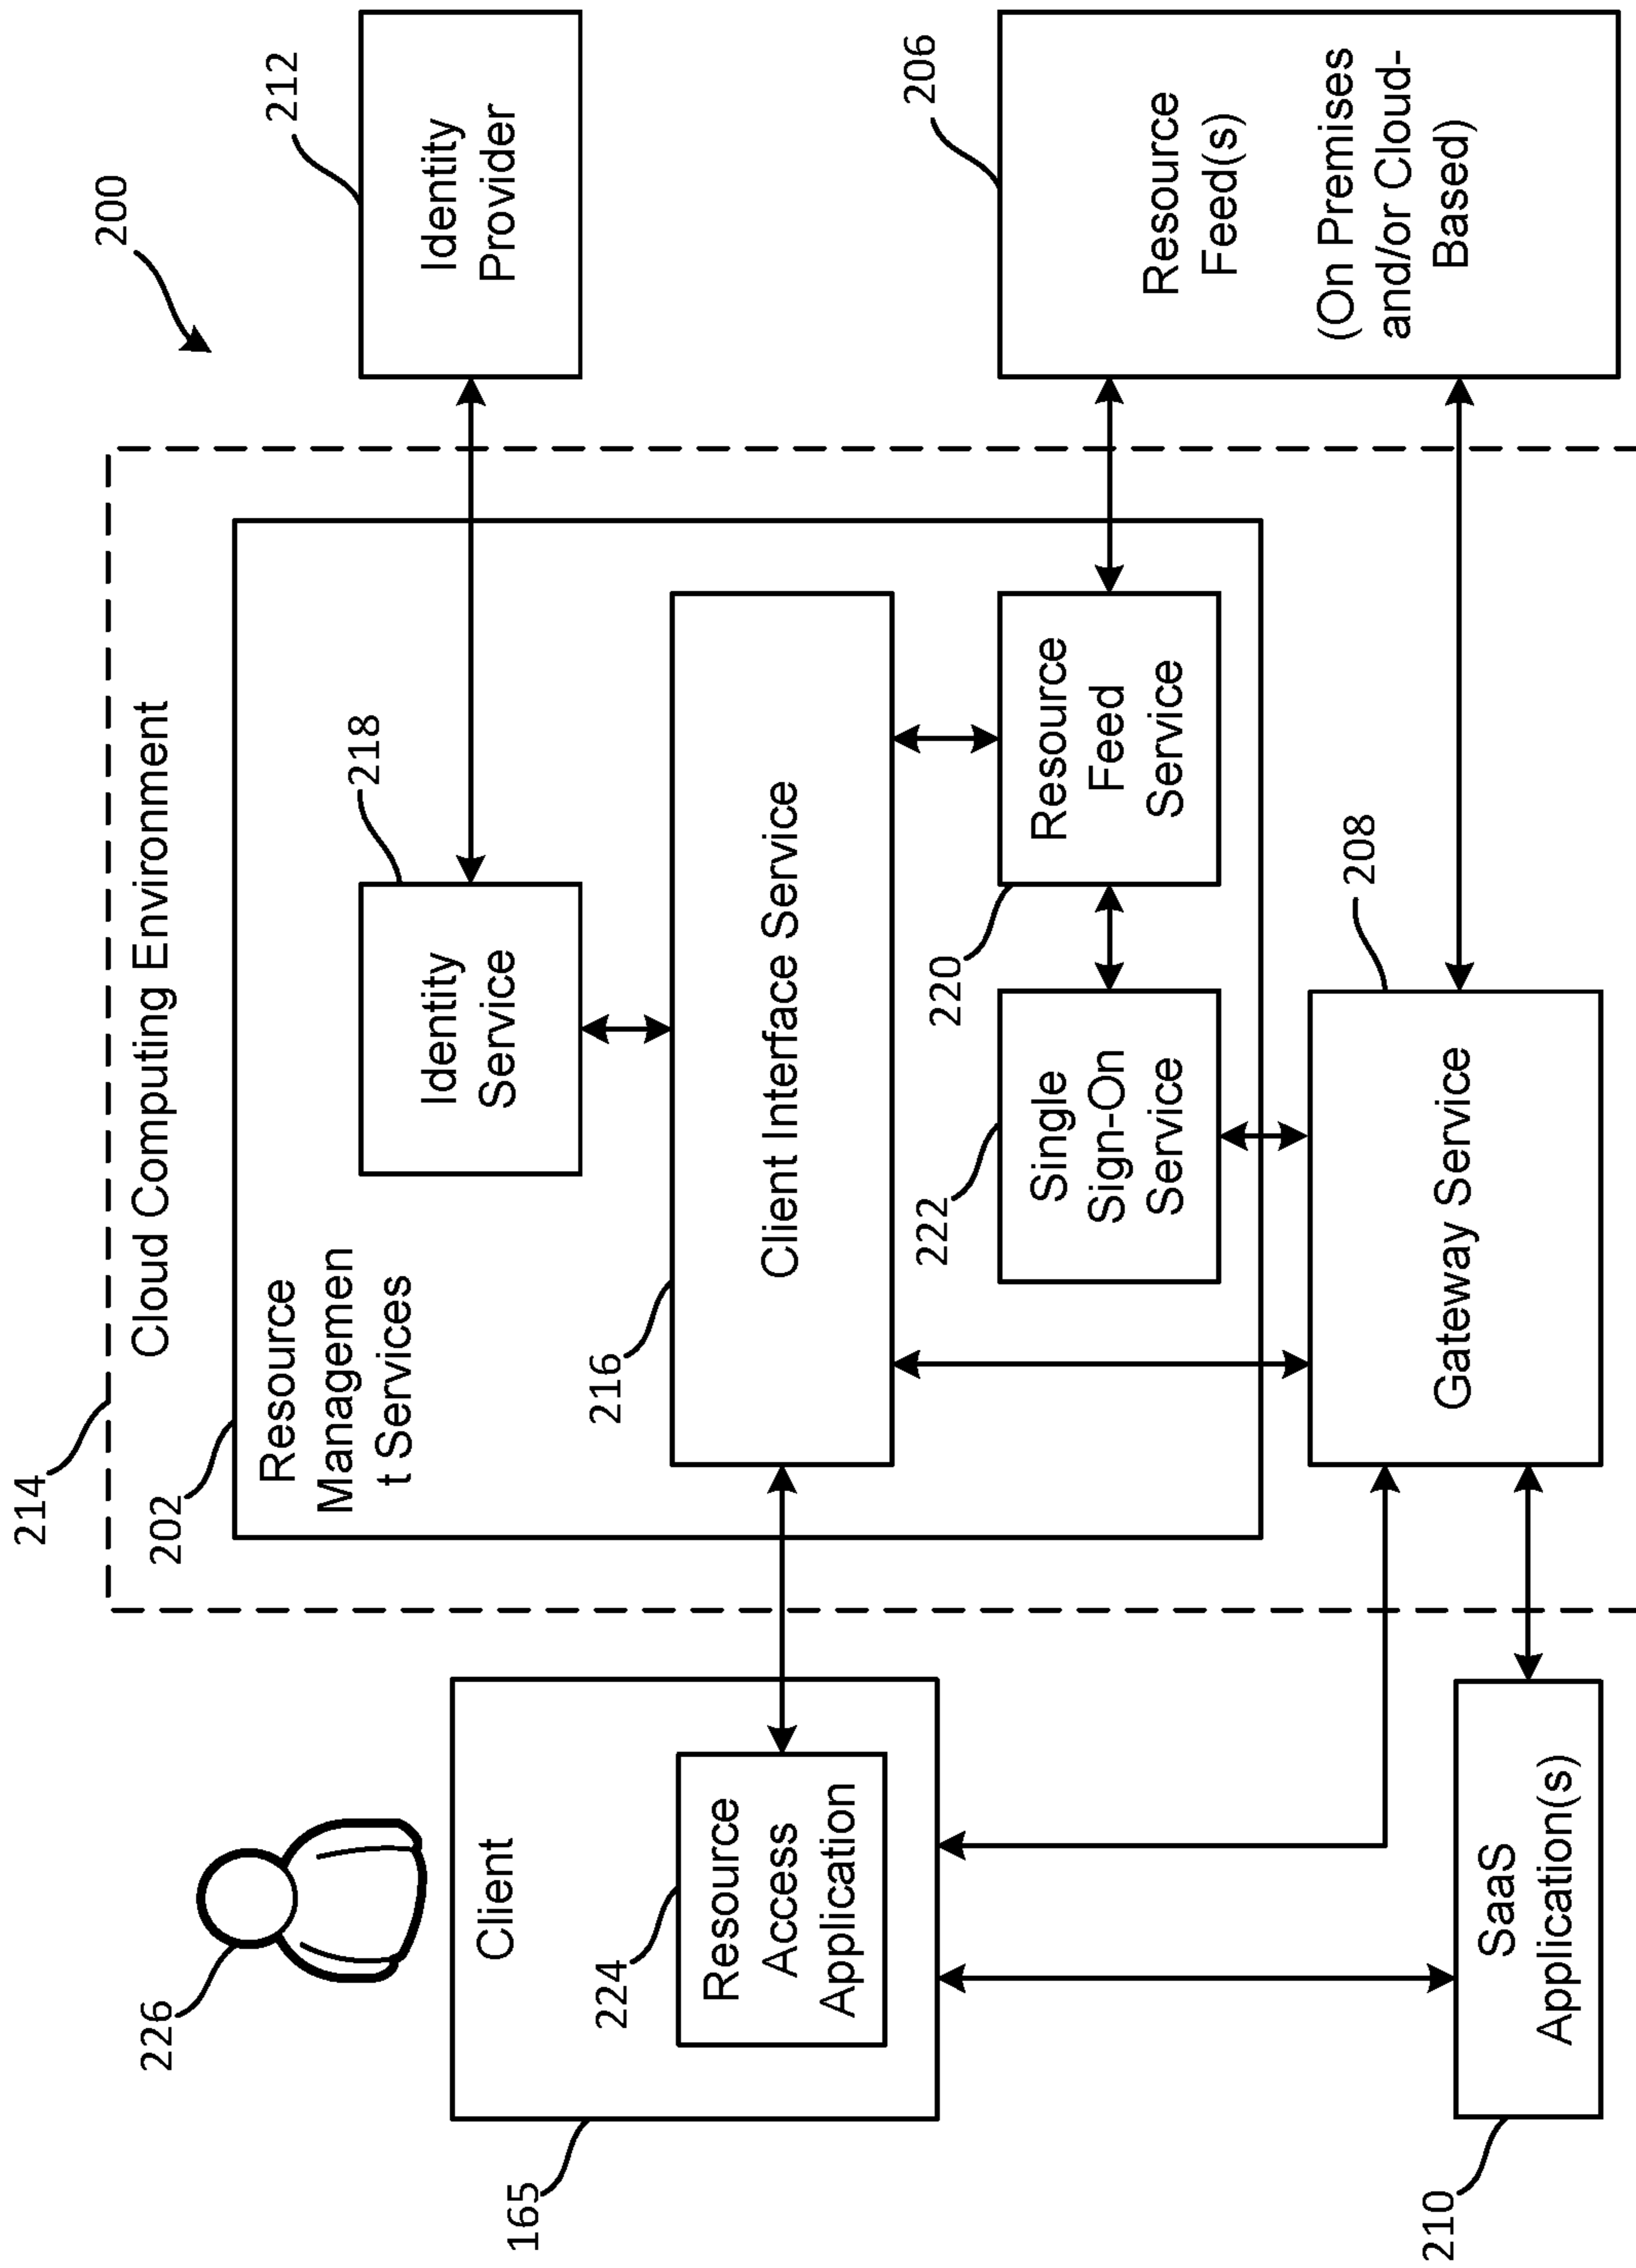 200
214
Cloud Computing Environment
202
Resource
Managemen
t Services
226
165
Client
224
Resource
Access
Application
218
Identity
Service
212
Identity
Provider
216
Client Interface Service
222
Single
Sign-On
Service
220
Resource
Feed
Service
206
Resource
Feed(s)
(On Premises
and/or Cloud-
Based)
210
SaaS
Application(s)
208
Gateway Service